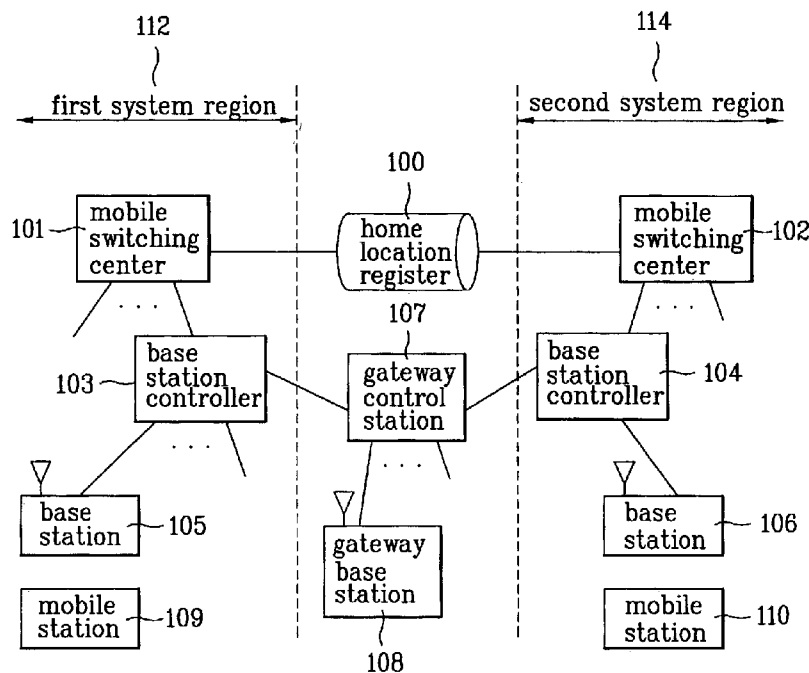 112
114
first system region
second system region
100
101
mobile
switching
center
home
location
register
mobile
switching
center
102
. . .
. . .
107
103
base
station
controller
gateway
control
station
base
station
controller
104
. . .
. . .
base
station
105
gateway
base
station
base
station
106
mobile
station
109
108
mobile
station
110